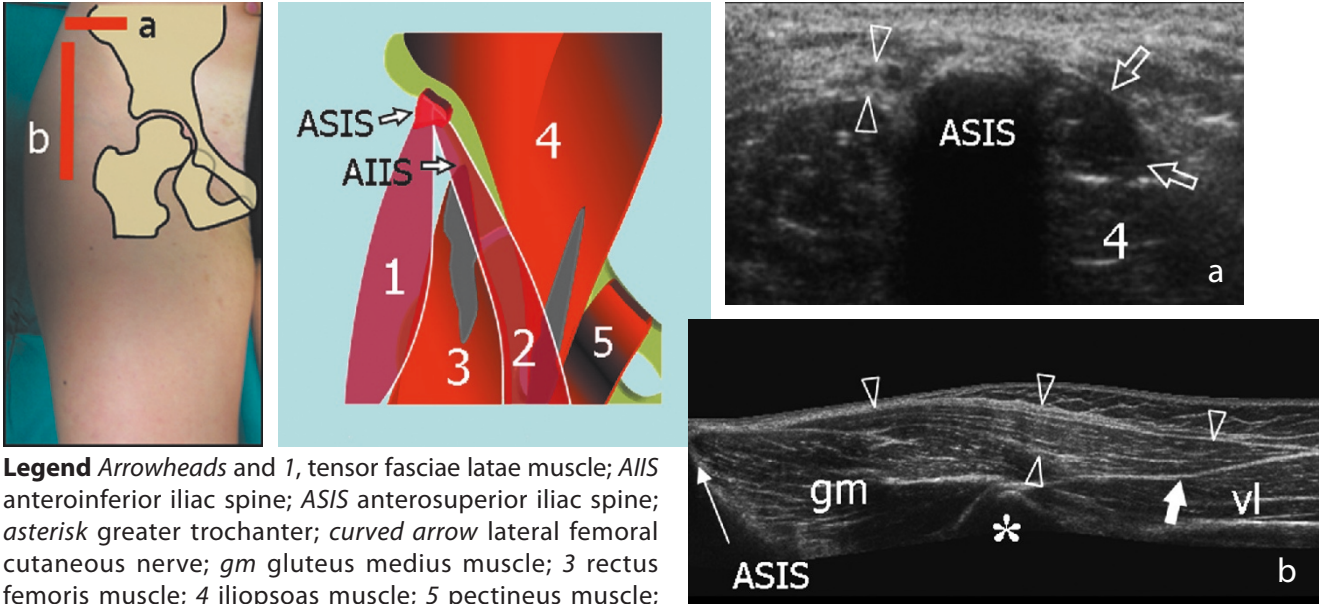 a
b
ASIS
AIIS
4
1
3
2
5
ASIS
4
a
gm
vl
*
ASIS
b
Legend Arrowheads and 1, tensor fasciae latae muscle; AIIS
anteroinferior iliac spine; ASIS anterosuperior iliac spine;
asterisk greater trochanter; curved arrow lateral femoral
cutaneous nerve; gm gluteus medius muscle; 3 rectus
femoris muscle; 4 iliopsoas muscle; 5 pectineus muscle;